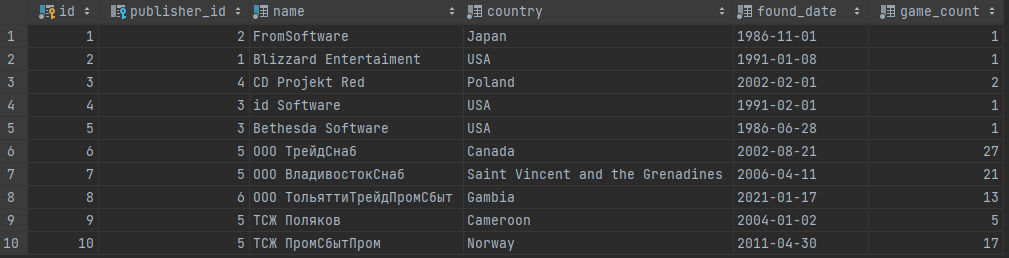 id publisher_id name country found_date game_count
1 1 2 FromSoftware Japan 1986-11-01 1
2 2 1 Blizzard Entertaiment USA 1991-01-08 1
3 3 4 CD Projekt Red Poland 2002-02-01 2
4 4 3 id Software USA 1991-02-01 1
5 5 3 Bethesda Software USA 1986-06-28 1
6 6 5 ООО ТрейдСнаб Canada 2002-08-21 27
7 7 5 ООО ВладивостокСнаб Saint Vincent and the Grenadines 2006-04-11 21
8 8 6 ООО ТольяттиТрейдПромСбыт Gambia 2021-01-17 13
9 9 5 ТСЖ Поляков Cameroon 2004-01-02 5
10 10 5 ТСЖ ПромСбытПром Norway 2011-04-30 17